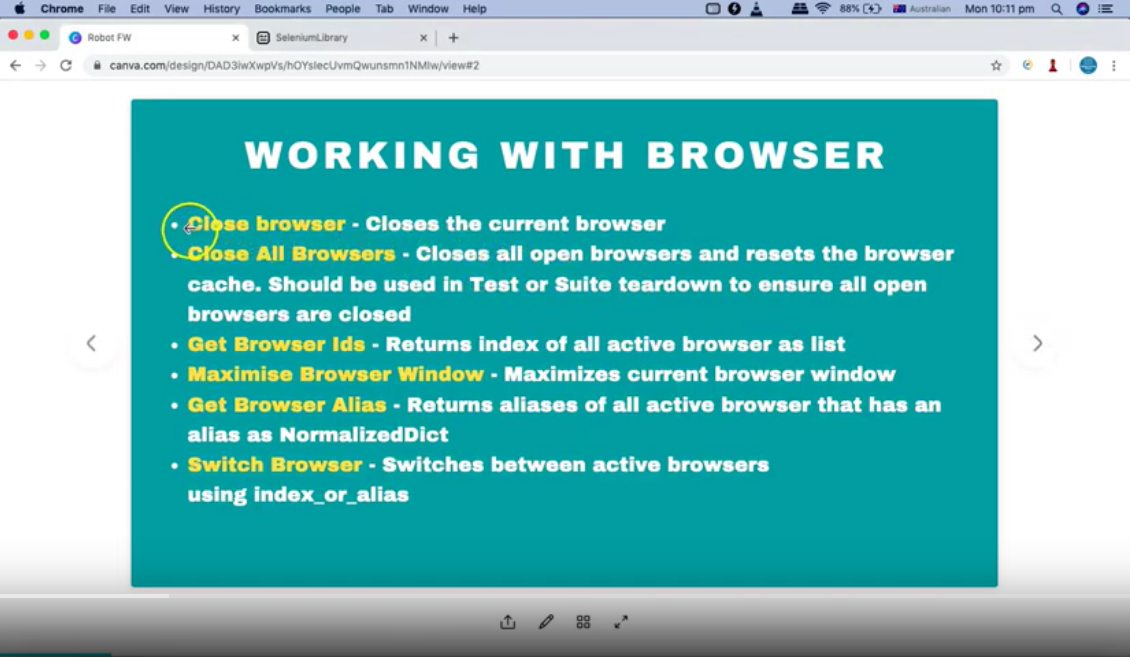 Chrome File Edit View History Bookmarks People Tab Window Help 88% Australian Mon 10:11 pm
Robot FW SeleniumLibrary
canva.com/design/DAD3iwXwpVs/hOYsIecUvmQwunsmn1NMIw/view#2
WORKING WITH BROWSER
• Close browser - Closes the current browser
• Close All Browsers - Closes all open browsers and resets the browser
cache. Should be used in Test or Suite teardown to ensure all open
browsers are closed
• Get Browser Ids - Returns index of all active browser as list
• Maximise Browser Window - Maximizes current browser window
• Get Browser Alias - Returns aliases of all active browser that has an
alias as NormalizedDict
• Switch Browser - Switches between active browsers
using index_or_alias